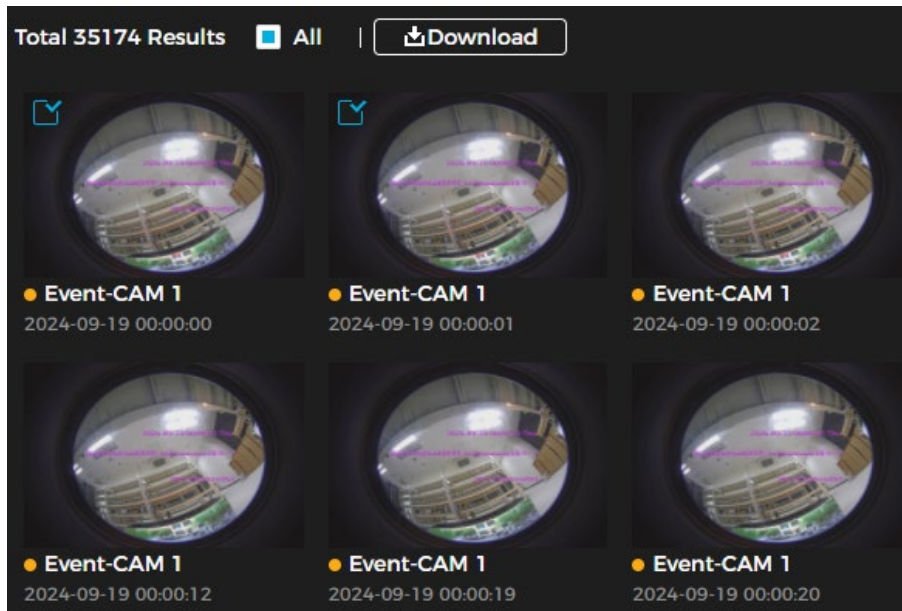 Total 35174 Results All | Download
Event-CAM 1 Event-CAM 1 Event-CAM 1
2024-09-19 00:00:00 2024-09-19 00:00:01 2024-09-19 00:00:02
Event-CAM 1 Event-CAM 1 Event-CAM 1
2024-09-19 00:00:12 2024-09-19 00:00:19 2024-09-19 00:00:20